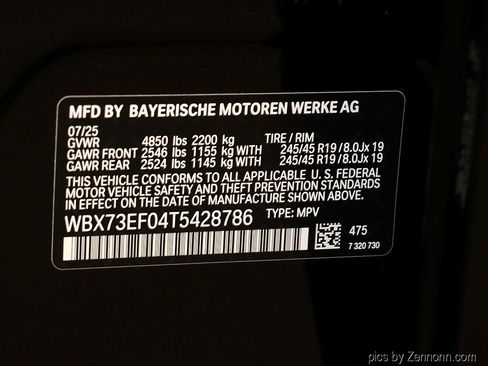 MFD BY BAYERISCHE MOTOREN WERKE AG
07/25
GVWR 4850 lbs 2200 kg TIRE / RIM
GAWR FRONT 2546 lbs 1155 kg WITH 245/45 R19 / 8.0Jx 19
GAWR REAR 2524 lbs 1145 kg WITH 245/45 R19 / 8.0Jx 19
THIS VEHICLE CONFORMS TO ALL APPLICABLE U. S. FEDERAL
MOTOR VEHICLE SAFETY AND THEFT PREVENTION STANDARDS
IN EFFECT ON THE DATE OF MANUFACTURE SHOWN ABOVE.
WBX73EF04T5428786 TYPE: MPV
475
7 320 730
pics by Zennonn.com